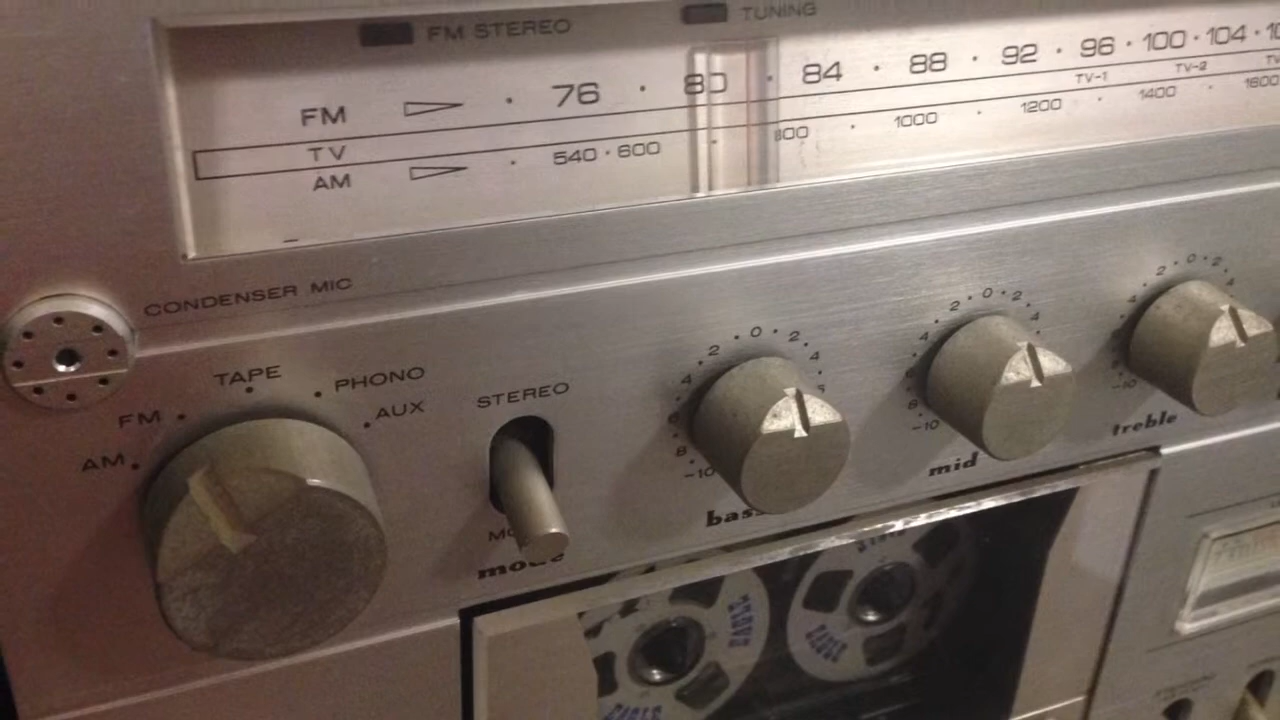 FM STEREO TUNING
FM 76 80 84 88 92 96 100 104
TV TV-1 TV-2
AM 540 600 800 1000 1200 1400 1600
CONDENSER MIC
AM FM TAPE PHONO AUX
STEREO
mode
10 8 6 4 2 0 2 4
bass
10 8 4 2 0 2 4
mid
10 4 2 0 2 4
treble
EAGLE
EAGLE